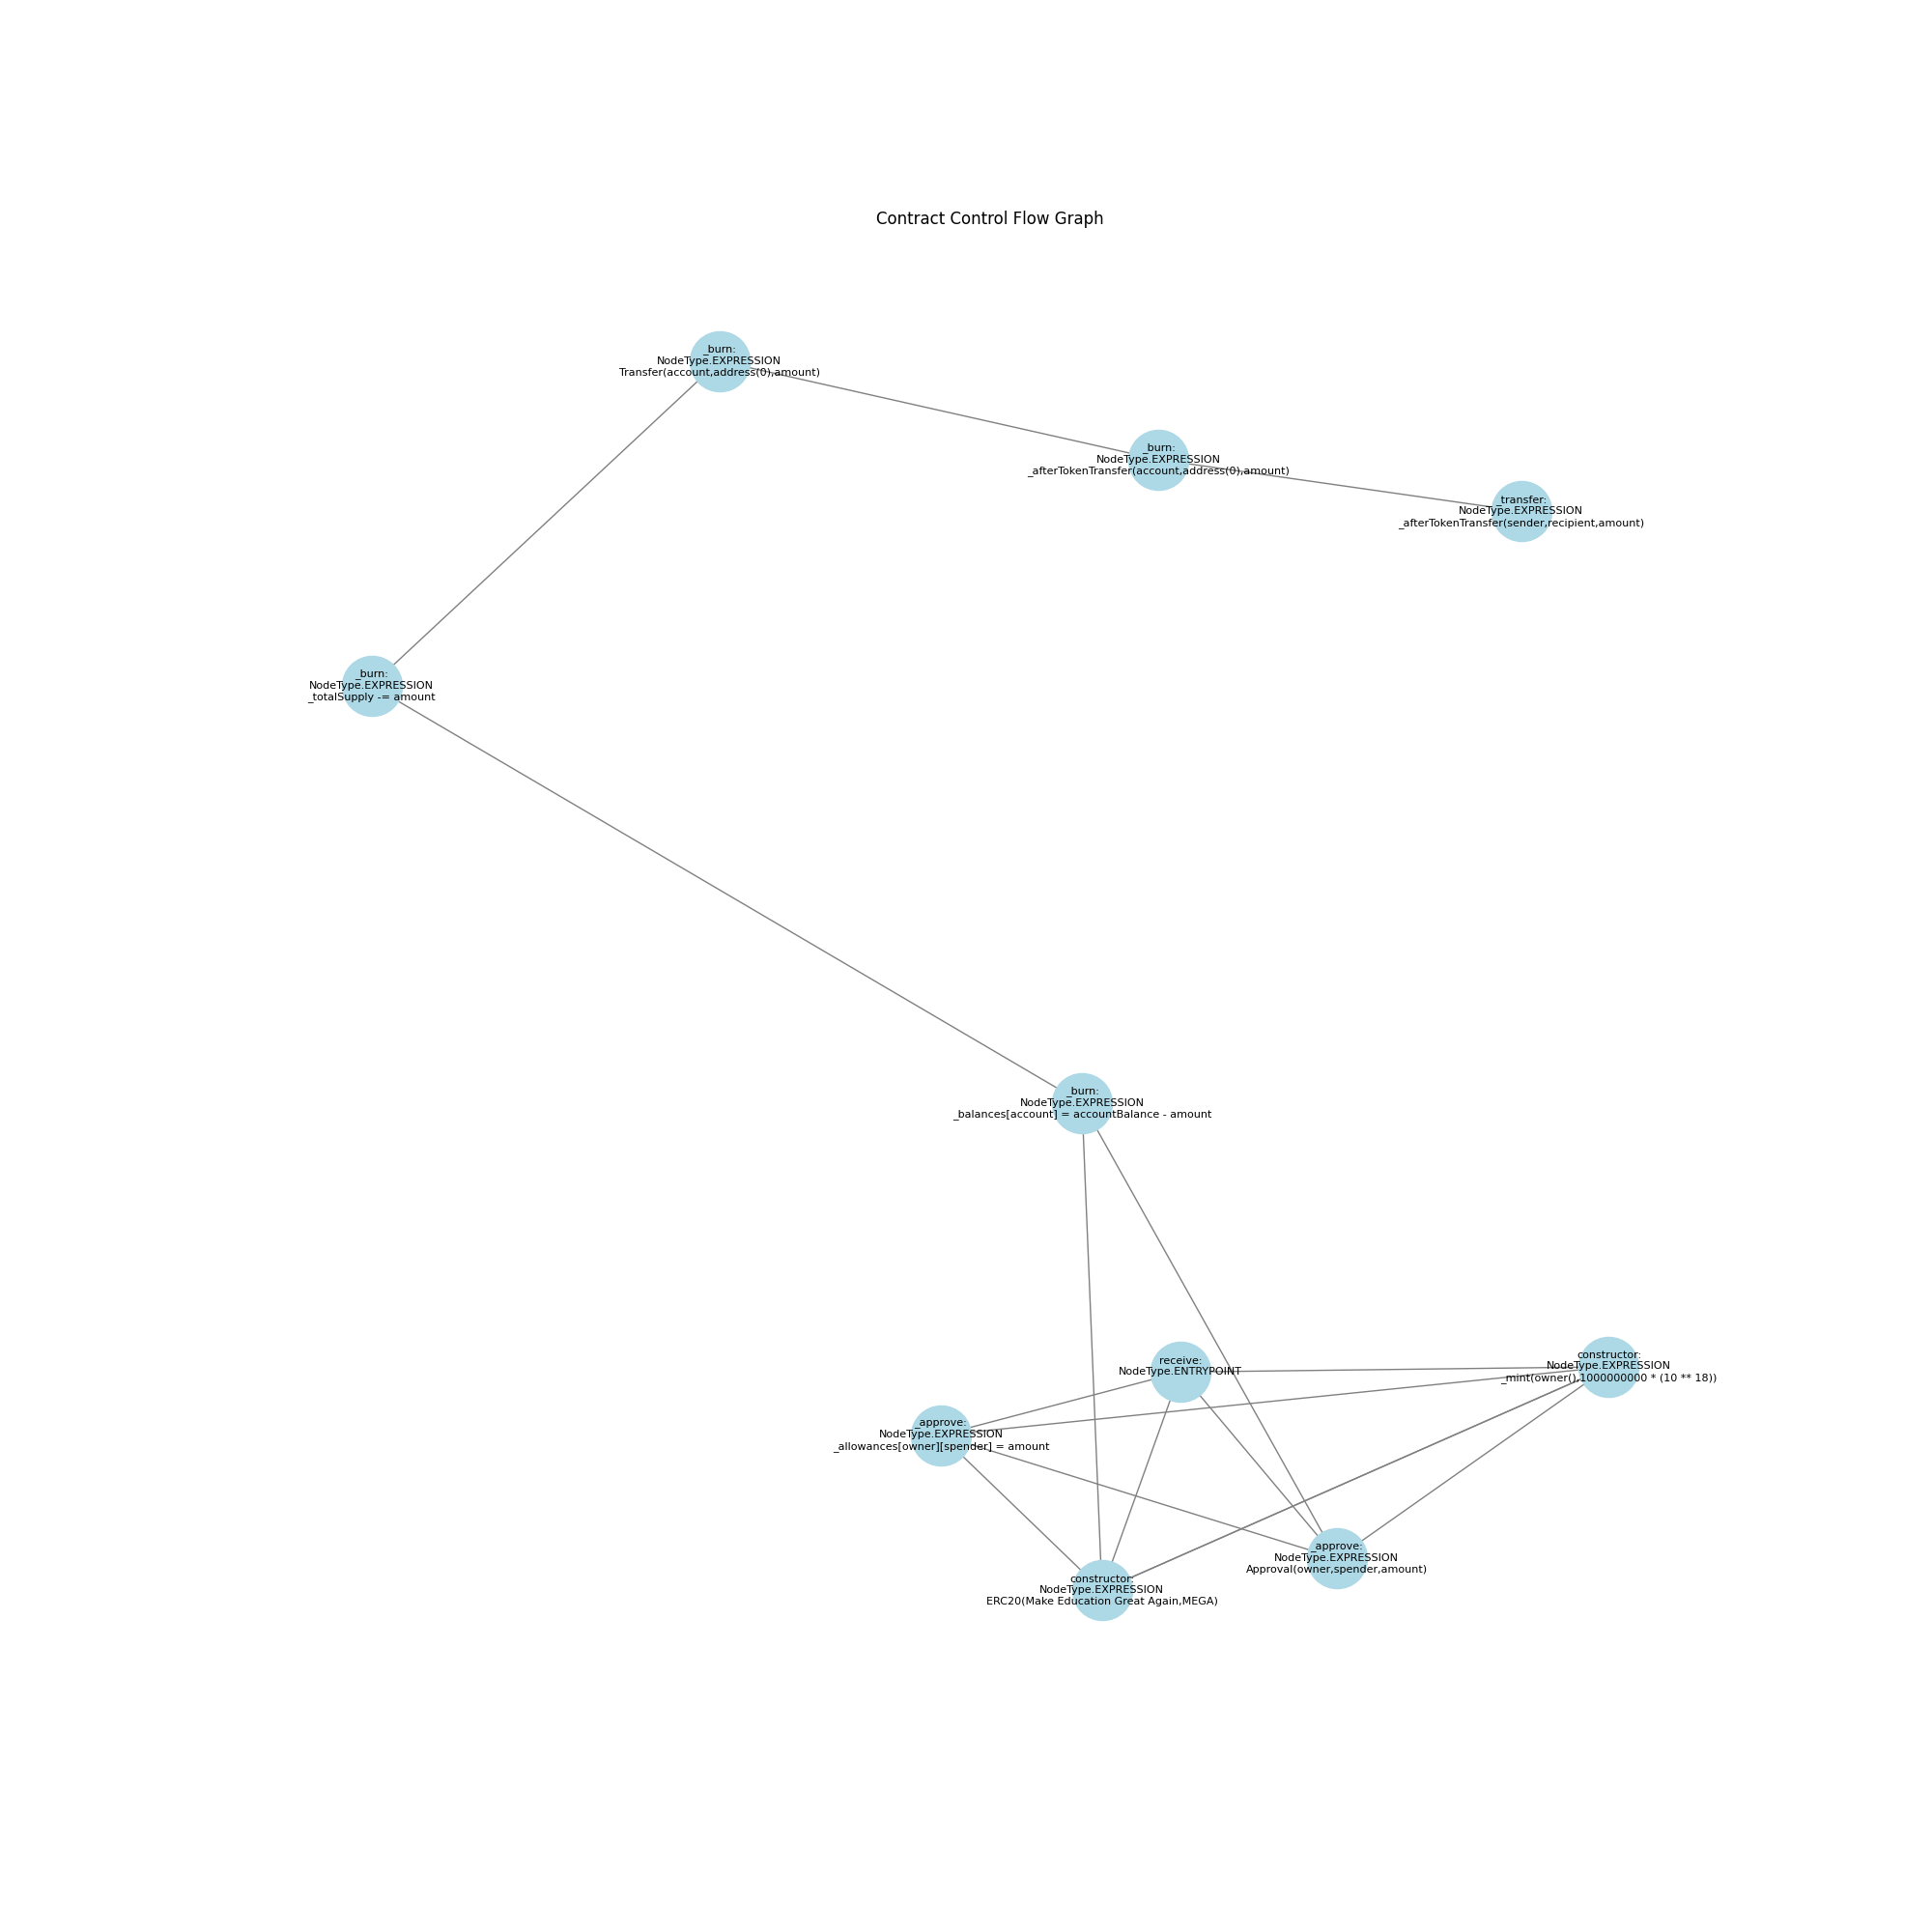 Contract Control Flow Graph
_burn:
NodeType.EXPRESSION
Transfer(account,address(0),amount)
_burn:
NodeType.EXPRESSION
_afterTokenTransfer(account,address(0),amount)
_transfer:
NodeType.EXPRESSION
_afterTokenTransfer(sender,recipient,amount)
_burn:
NodeType.EXPRESSION
_totalSupply -= amount
_burn:
NodeType.EXPRESSION
_balances[account] = accountBalance - amount
receive:
NodeType.ENTRYPOINT
constructor:
NodeType.EXPRESSION
_mint(owner(),1000000000 * (10 ** 18))
_approve:
NodeType.EXPRESSION
_allowances[owner][spender] = amount
_approve:
NodeType.EXPRESSION
Approval(owner,spender,amount)
constructor:
NodeType.EXPRESSION
ERC20(Make Education Great Again,MEGA)